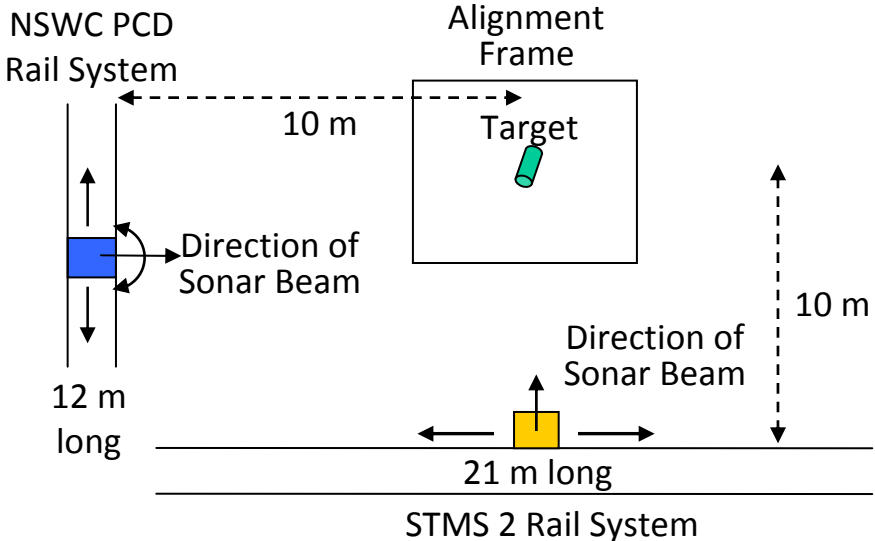 NSWC PCD
Rail System
Alignment
Frame
10 m
Target
Direction of
Sonar Beam
10 m
Direction of
Sonar Beam
12 m
long
21 m long
STMS 2 Rail System